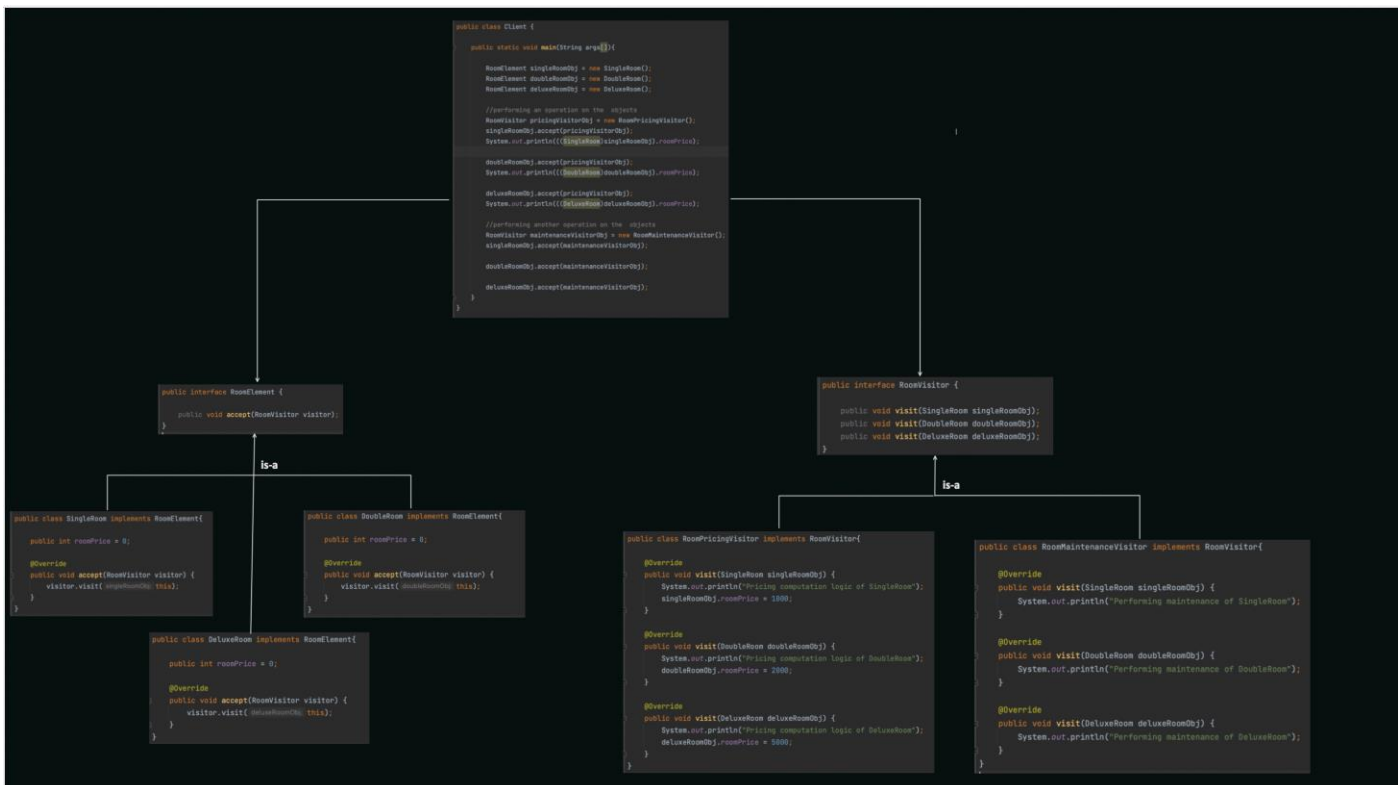 public class Client {
public static void main(String args[]){
RoomElement singleRoomObj = new SingleRoom();
RoomElement doubleRoomObj = new DoubleRoom();
RoomElement deluxeRoomObj = new DeluxeRoom();
//performing an operation on the objects
RoomVisitor pricingVisitorObj = new RoomPricingVisitor();
singleRoomObj.accept(pricingVisitorObj);
System.out.println(((SingleRoom)singleRoomObj).roomPrice);
doubleRoomObj.accept(pricingVisitorObj);
System.out.println(((DoubleRoom)doubleRoomObj).roomPrice);
deluxeRoomObj.accept(pricingVisitorObj);
System.out.println(((DeluxeRoom)deluxeRoomObj).roomPrice);
//performing another operation on the objects
RoomVisitor maintenanceVisitorObj = new RoomMaintenanceVisitor();
singleRoomObj.accept(maintenanceVisitorObj);
doubleRoomObj.accept(maintenanceVisitorObj);
deluxeRoomObj.accept(maintenanceVisitorObj);
}
}
public interface RoomElement {
public void accept(RoomVisitor visitor);
}
is-a
public class SingleRoom implements RoomElement{
public int roomPrice = 0;
@Override
public void accept(RoomVisitor visitor) {
visitor.visit( singleRoomObj: this);
}
}
public class DoubleRoom implements RoomElement{
public int roomPrice = 0;
@Override
public void accept(RoomVisitor visitor) {
visitor.visit( doubleRoomObj: this);
}
}
public class DeluxeRoom implements RoomElement{
public int roomPrice = 0;
@Override
public void accept(RoomVisitor visitor) {
visitor.visit( deluxeRoomObj: this);
}
}
public interface RoomVisitor {
public void visit(SingleRoom singleRoomObj);
public void visit(DoubleRoom doubleRoomObj);
public void visit(DeluxeRoom deluxeRoomObj);
}
is-a
public class RoomPricingVisitor implements RoomVisitor{
@Override
public void visit(SingleRoom singleRoomObj) {
System.out.println("Pricing computation logic of SingleRoom");
singleRoomObj.roomPrice = 1000;
}
@Override
public void visit(DoubleRoom doubleRoomObj) {
System.out.println("Pricing computation logic of DoubleRoom");
doubleRoomObj.roomPrice = 2000;
}
@Override
public void visit(DeluxeRoom deluxeRoomObj) {
System.out.println("Pricing computation logic of DeluxeRoom");
deluxeRoomObj.roomPrice = 5000;
}
}
public class RoomMaintenanceVisitor implements RoomVisitor{
@Override
public void visit(SingleRoom singleRoomObj) {
System.out.println("Performing maintenance of SingleRoom");
}
@Override
public void visit(DoubleRoom doubleRoomObj) {
System.out.println("Performing maintenance of DoubleRoom");
}
@Override
public void visit(DeluxeRoom deluxeRoomObj) {
System.out.println("Performing maintenance of DeluxeRoom");
}
}